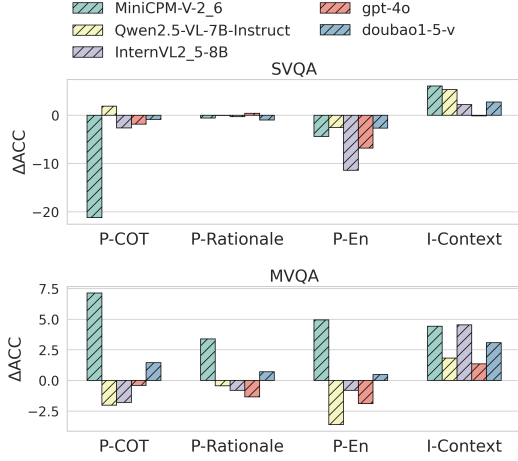 MiniCPM-V-2_6
Qwen2.5-VL-7B-Instruct
InternVL2_5-8B
gpt-4o
doubao1-5-v
SVQA
ΔACC
0
−10
−20
P-COT P-Rationale P-En I-Context
MVQA
ΔACC
7.5
5.0
2.5
0.0
−2.5
P-COT P-Rationale P-En I-Context